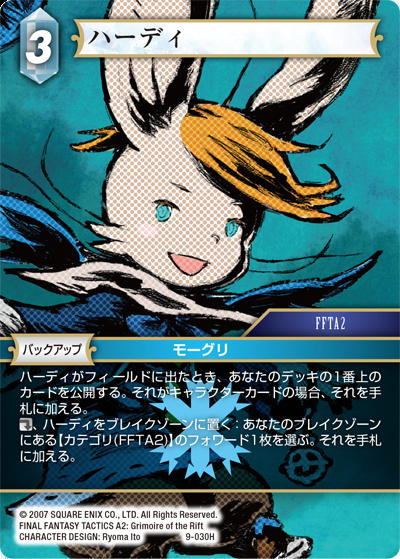 3
ハーディ
FFTA2
バックアップ
モーグリ
ハーディがフィールドに出たとき、あなたのデッキの1番上の
カードを公開する。それがキャラクターカードの場合、それを手
札に加える。
、ハーディをブレイクゾーンに置く：あなたのブレイクゾーン
にある【カテゴリ(FFTA2)】のフォワード1枚を選ぶ。それを手札
に加える。
© 2007 SQUARE ENIX CO., LTD. All Rights Reserved.
FINAL FANTASY TACTICS A2: Grimoire of the Rift
CHARACTER DESIGN: Ryoma Ito
9-030H